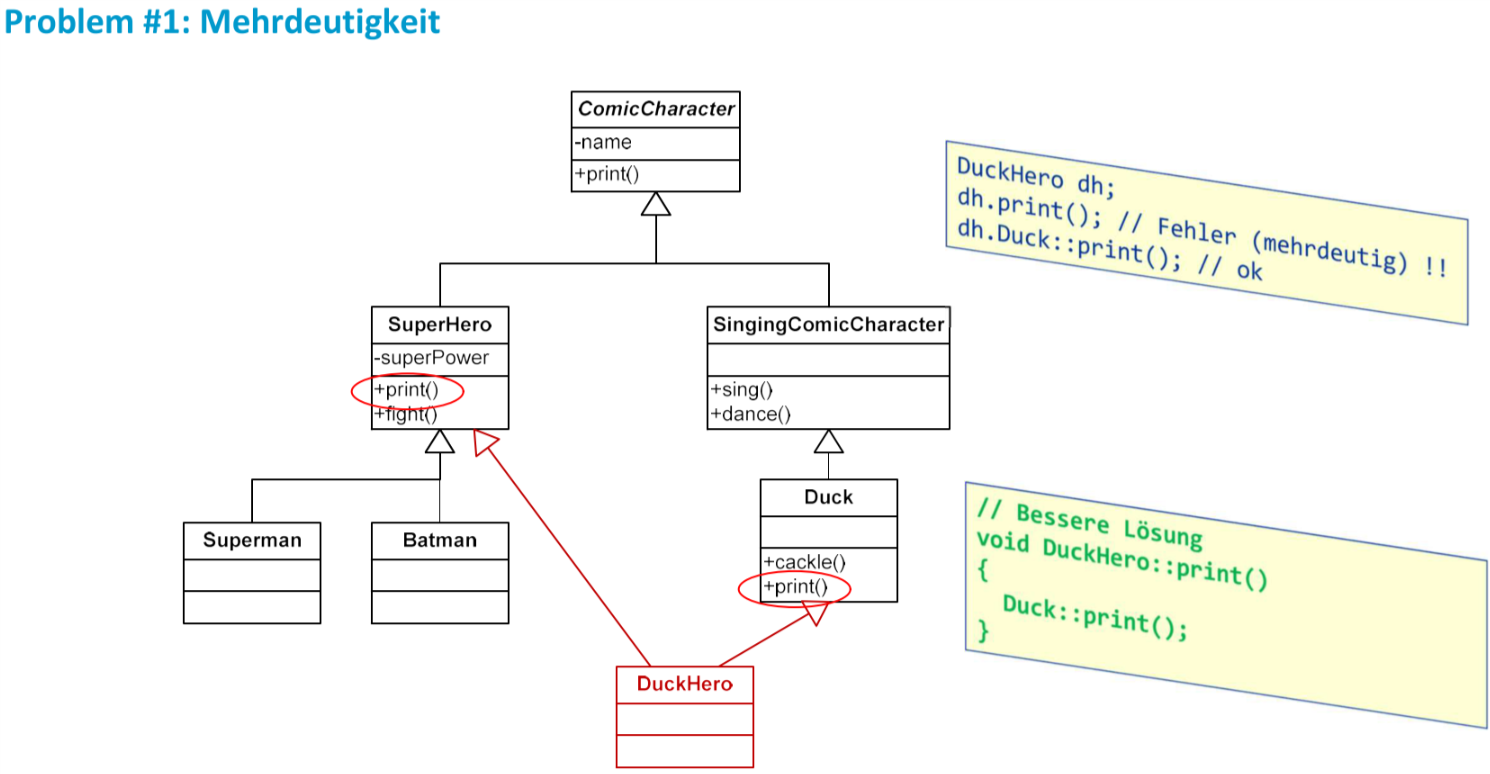 Problem #1: Mehrdeutigkeit
ComicCharacter
-name
+print()
DuckHero dh;
dh.print(); // Fehler (mehrdeutig) !!
dh.Duck::print(); // ok
SuperHero
-superPower
+print()
+fight()
SingingComicCharacter
+sing()
+dance()
Superman
Batman
Duck
+cackle()
+print()
// Bessere Lösung
void DuckHero::print()
{
Duck::print();
}
DuckHero